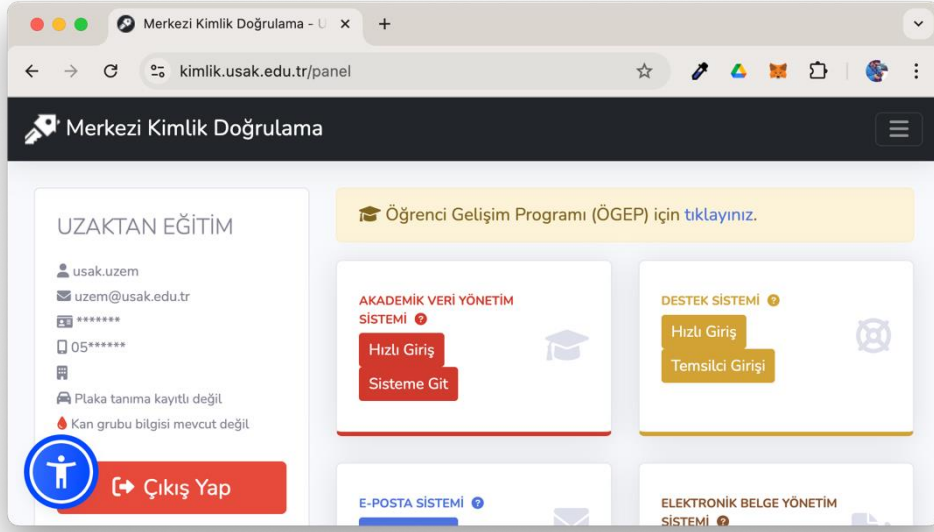 Merkezi Kimlik Doğrulama - U
kimlik.usak.edu.tr/panel
Merkezi Kimlik Doğrulama
UZAKTAN EĞİTİM
usak.uzem
uzem@usak.edu.tr
*******
05******
Plaka tanıma kayıtlı değil
Kan grubu bilgisi mevcut değil
Çıkış Yap
Öğrenci Gelişim Programı (ÖGEP) için tıklayınız.
AKADEMİK VERİ YÖNETİM
SİSTEMİ
Hızlı Giriş
Sisteme Git
DESTEK SİSTEMİ
Hızlı Giriş
Temsilci Girişi
E-POSTA SİSTEMİ
ELEKTRONİK BELGE YÖNETİM
SİSTEMİ